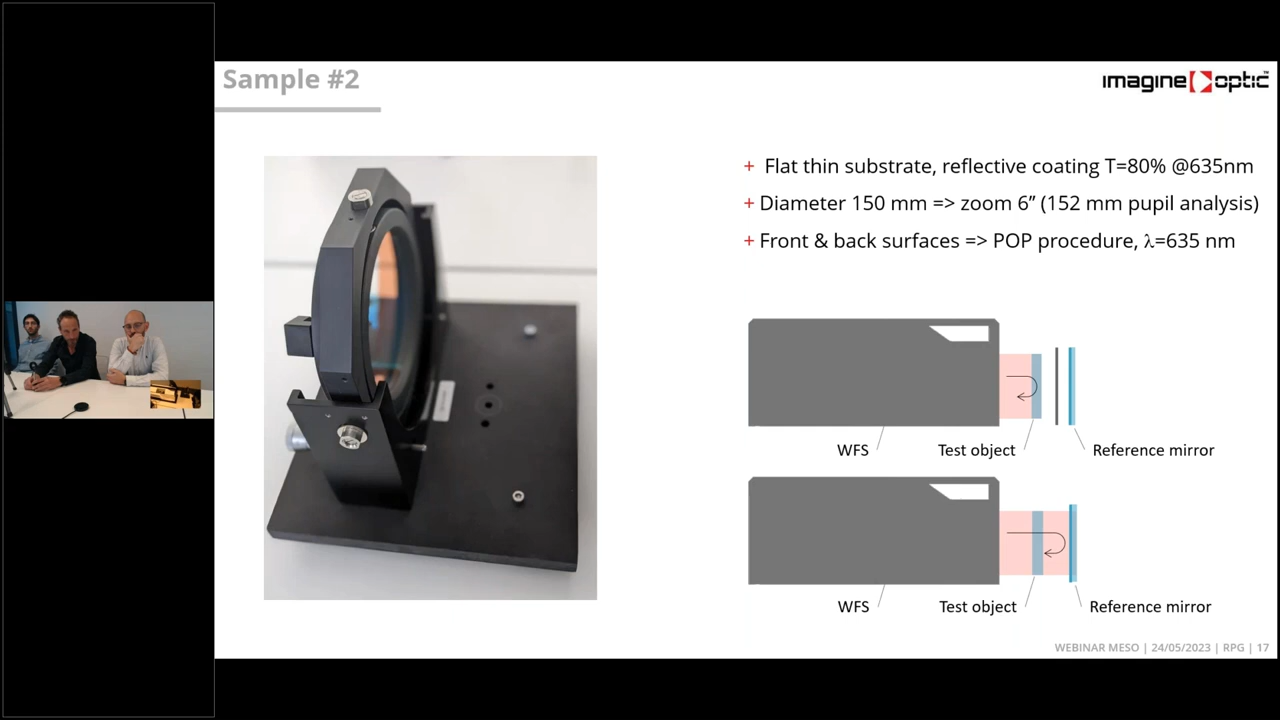 Sample #2
imagine optic™
+ Flat thin substrate, reflective coating T=80% @635nm
+ Diameter 150 mm => zoom 6” (152 mm pupil analysis)
+ Front & back surfaces => POP procedure, λ=635 nm
WFS
Test object
Reference mirror
WFS
Test object
Reference mirror
WEBINAR MESO | 24/05/2023 | RPG | 17